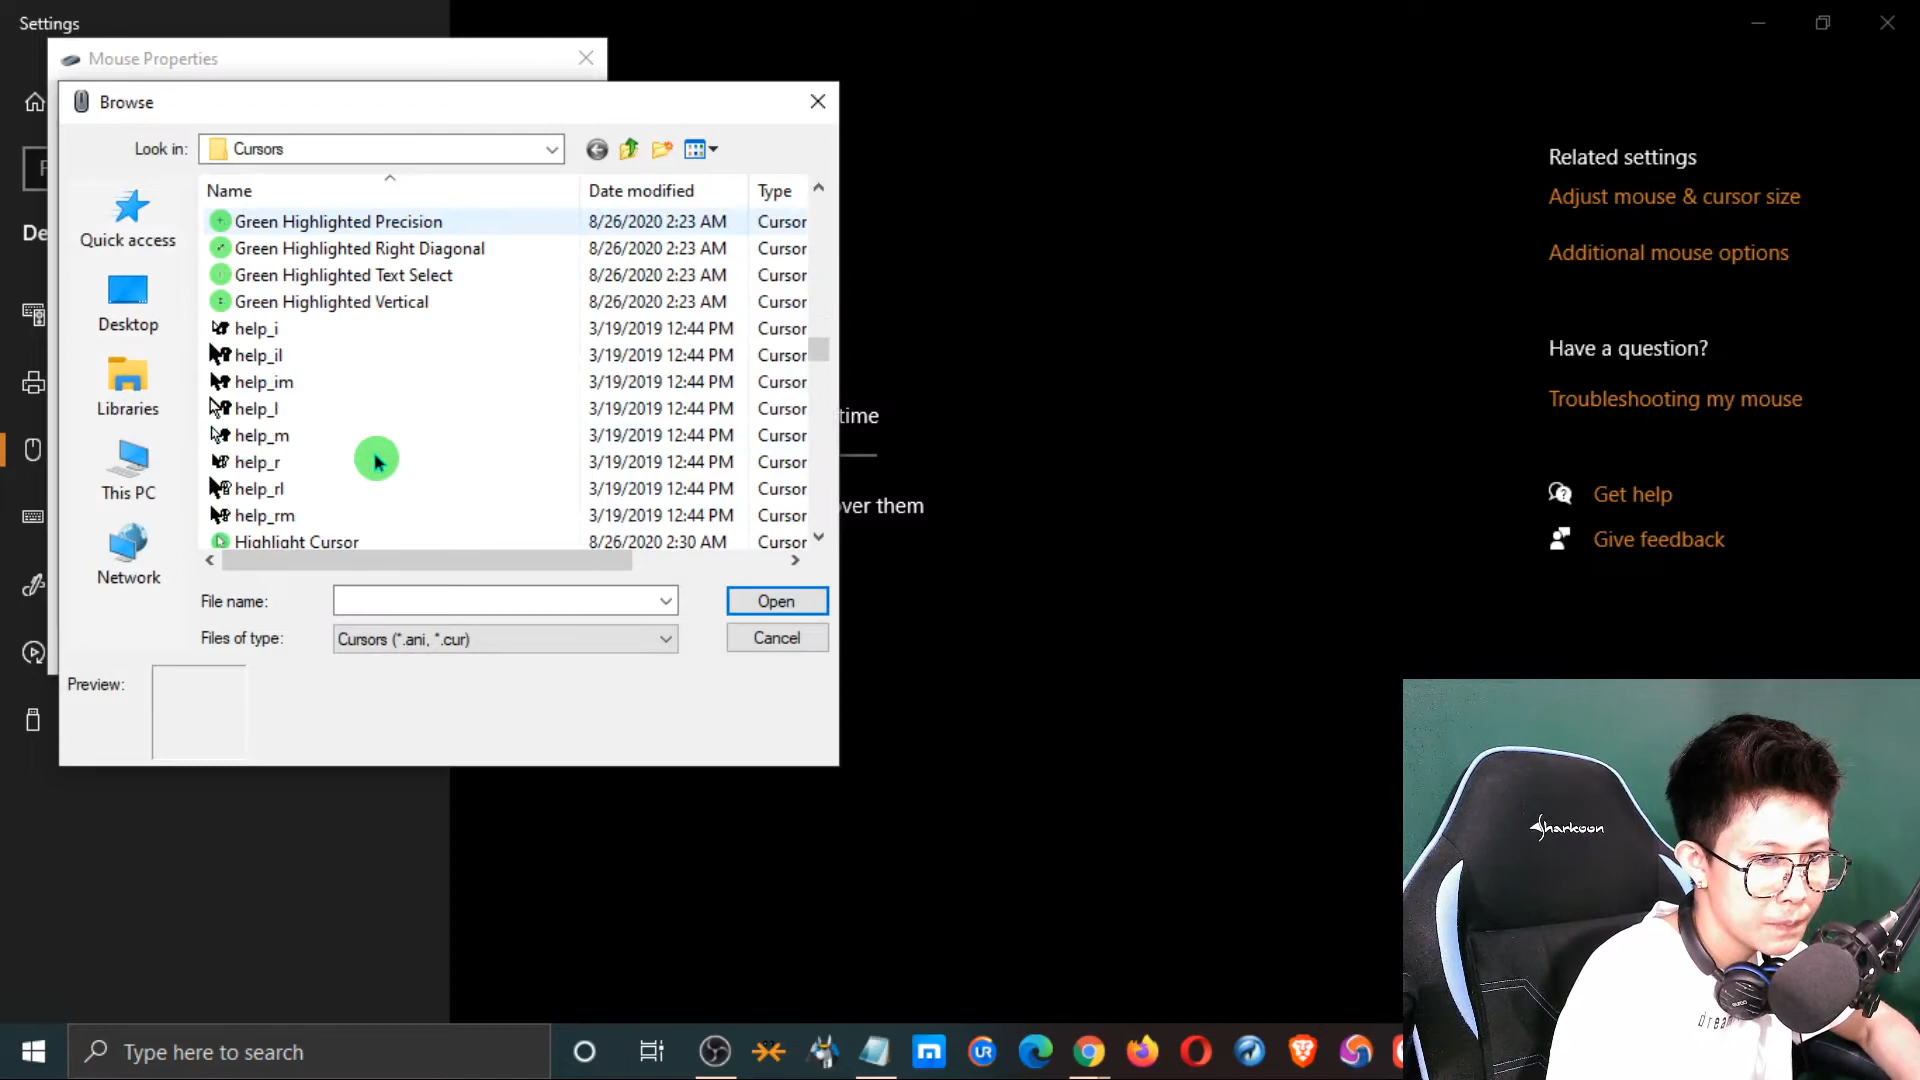 Settings
Mouse Properties
Browse
Look in:
Cursors
Name
Date modified
Type
Green Highlighted Precision
8/26/2020 2:23 AM
Cursor
Green Highlighted Right Diagonal
8/26/2020 2:23 AM
Cursor
Green Highlighted Text Select
8/26/2020 2:23 AM
Cursor
Green Highlighted Vertical
8/26/2020 2:23 AM
Cursor
help_i
3/19/2019 12:44 PM
Cursor
help_il
3/19/2019 12:44 PM
Cursor
help_im
3/19/2019 12:44 PM
Cursor
help_l
3/19/2019 12:44 PM
Cursor
help_m
3/19/2019 12:44 PM
Cursor
help_r
3/19/2019 12:44 PM
Cursor
help_rl
3/19/2019 12:44 PM
Cursor
help_rm
3/19/2019 12:44 PM
Cursor
Highlight Cursor
8/26/2020 2:30 AM
Cursor
Quick access
Desktop
Libraries
This PC
Network
File name:
Open
Files of type:
Cursors (*.ani, *.cur)
Cancel
Preview:
De
time
over them
Related settings
Adjust mouse & cursor size
Additional mouse options
Have a question?
Troubleshooting my mouse
Get help
Give feedback
Sharkoon
drea
Type here to search
UR